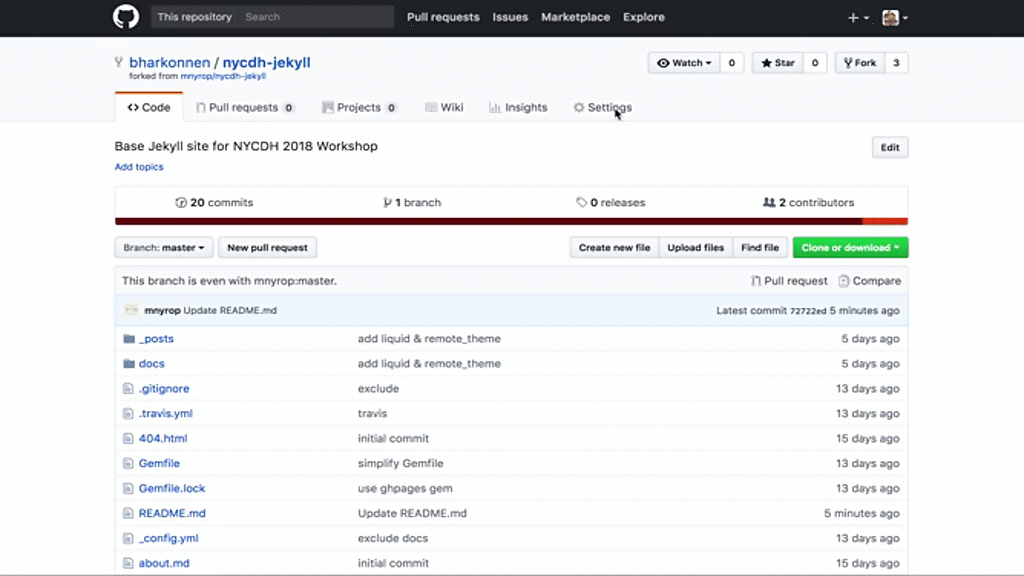 This repository Search Pull requests Issues Marketplace Explore
bharkonnen / nycdh-jekyll Watch 0 Star 0 Fork 3
forked from mnyrop/nycdh-jekyll
Code Pull requests 0 Projects 0 Wiki Insights Settings
Base Jekyll site for NYCDH 2018 Workshop Edit
Add topics
20 commits 1 branch 0 releases 2 contributors
Branch: master New pull request Create new file Upload files Find file Clone or download
This branch is even with mnyrop:master. Pull request Compare
mnyrop Update README.md Latest commit 72722ed 5 minutes ago
_posts add liquid & remote_theme 5 days ago
docs add liquid & remote_theme 5 days ago
.gitignore exclude 13 days ago
.travis.yml travis 13 days ago
404.html initial commit 15 days ago
Gemfile simplify Gemfile 13 days ago
Gemfile.lock use ghpages gem 13 days ago
README.md Update README.md 5 minutes ago
_config.yml exclude docs 13 days ago
about.md initial commit 15 days ago